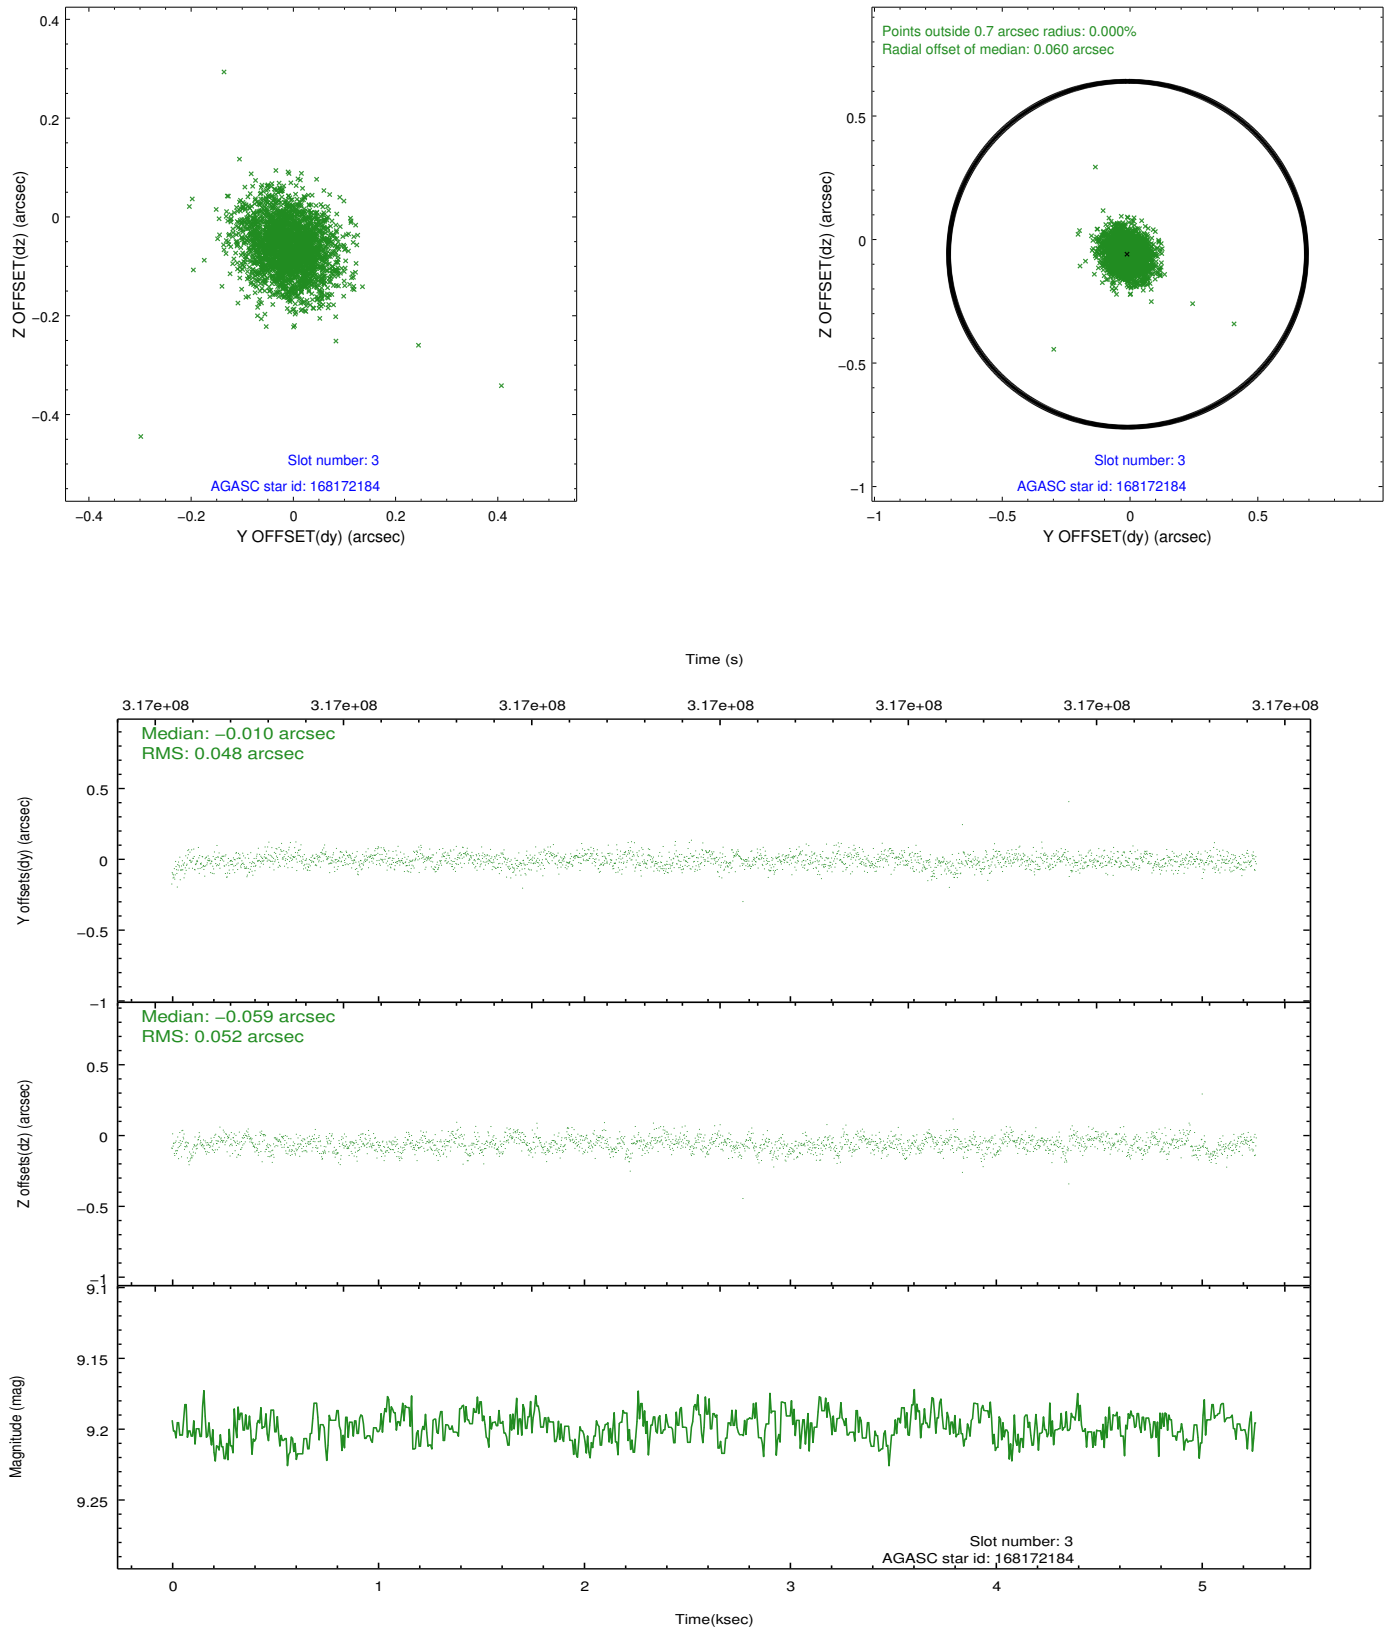 0.4
0.2
0
−0.2
−0.4
Z OFFSET(dz) (arcsec)
Slot number: 3
AGASC star id: 168172184
−0.4
−0.2
0
0.2
0.4
Y OFFSET(dy) (arcsec)
Points outside 0.7 arcsec radius: 0.000%
Radial offset of median: 0.060 arcsec
0.5
0
−0.5
−1
Z OFFSET(dz) (arcsec)
Slot number: 3
AGASC star id: 168172184
−1
−0.5
0
0.5
Y OFFSET(dy) (arcsec)
Time (s)
3.17e+08
3.17e+08
3.17e+08
3.17e+08
3.17e+08
3.17e+08
3.17e+08
Median: −0.010 arcsec
RMS: 0.048 arcsec
0.5
0
−0.5
−1
Y offsets(dy) (arcsec)
Median: −0.059 arcsec
RMS: 0.052 arcsec
0.5
0
−0.5
−1
Z offsets(dz) (arcsec)
9.1
9.15
9.2
9.25
Magnitude (mag)
Slot number: 3
AGASC star id: 168172184
0
1
2
3
4
5
Time(ksec)